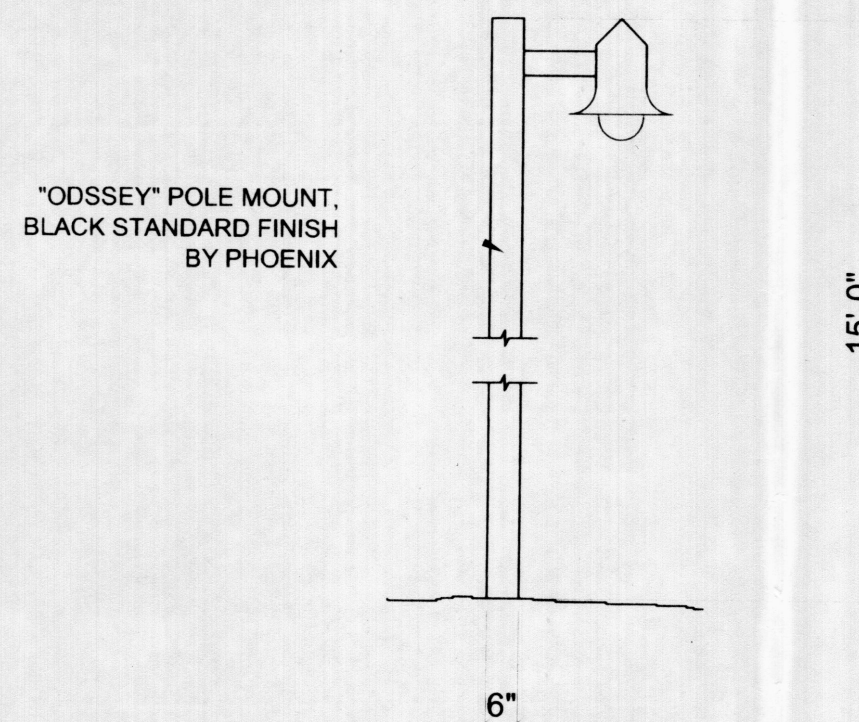 "ODSSEY" POLE MOUNT,
BLACK STANDARD FINISH
BY PHOENIX
15' 0"
6"